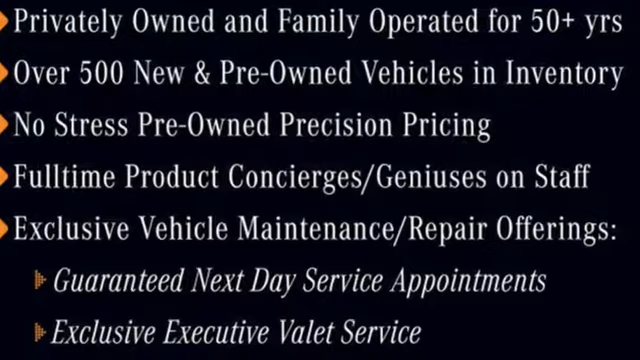 Privately Owned and Family Operated for 50+ yrs
Over 500 New & Pre-Owned Vehicles in Inventory
No Stress Pre-Owned Precision Pricing
Fulltime Product Concierges/Geniuses on Staff
Exclusive Vehicle Maintenance/Repair Offerings:
Guaranteed Next Day Service Appointments
Exclusive Executive Valet Service